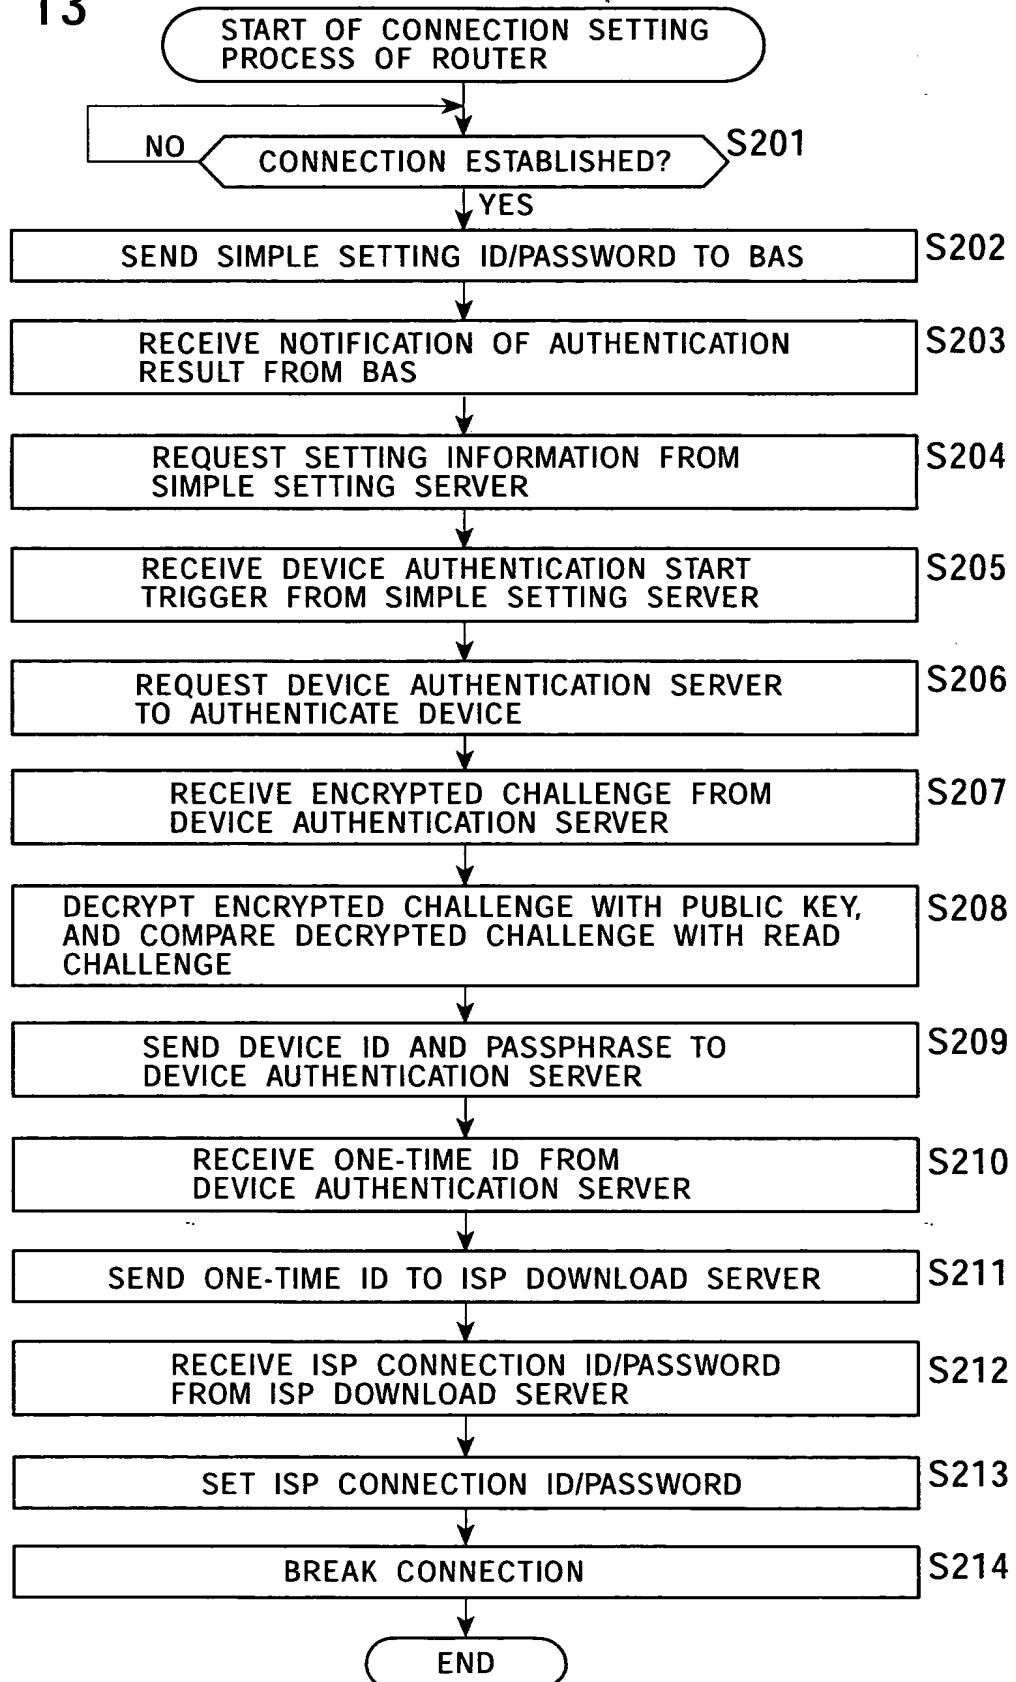 13
START OF CONNECTION SETTING
PROCESS OF ROUTER
NO
CONNECTION ESTABLISHED?
S201
YES
SEND SIMPLE SETTING ID/PASSWORD TO BAS
S202
RECEIVE NOTIFICATION OF AUTHENTICATION
RESULT FROM BAS
S203
REQUEST SETTING INFORMATION FROM
SIMPLE SETTING SERVER
S204
RECEIVE DEVICE AUTHENTICATION START
TRIGGER FROM SIMPLE SETTING SERVER
S205
REQUEST DEVICE AUTHENTICATION SERVER
TO AUTHENTICATE DEVICE
S206
RECEIVE ENCRYPTED CHALLENGE FROM
DEVICE AUTHENTICATION SERVER
S207
DECRYPT ENCRYPTED CHALLENGE WITH PUBLIC KEY,
AND COMPARE DECRYPTED CHALLENGE WITH READ
CHALLENGE
S208
SEND DEVICE ID AND PASSPHRASE TO
DEVICE AUTHENTICATION SERVER
S209
RECEIVE ONE-TIME ID FROM
DEVICE AUTHENTICATION SERVER
S210
SEND ONE-TIME ID TO ISP DOWNLOAD SERVER
S211
RECEIVE ISP CONNECTION ID/PASSWORD
FROM ISP DOWNLOAD SERVER
S212
SET ISP CONNECTION ID/PASSWORD
S213
BREAK CONNECTION
S214
END